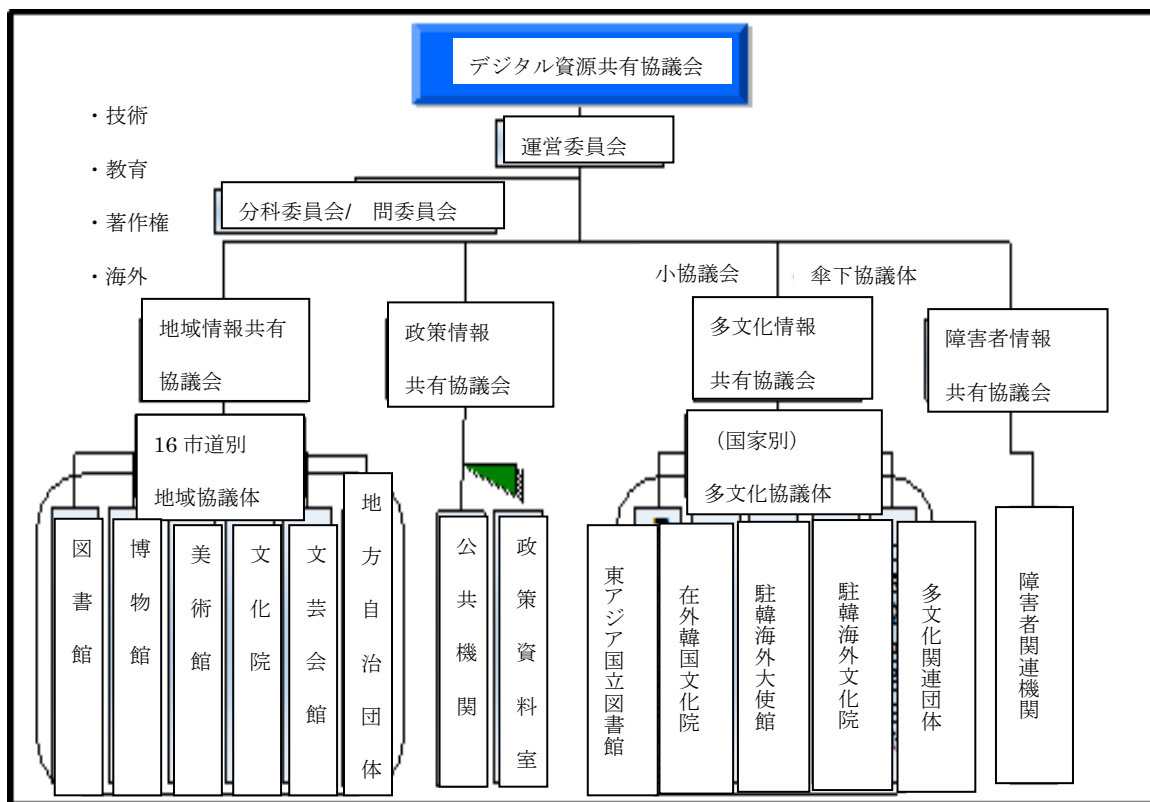 デジタル資源共有協議会
・技術
運営委員会
・教育
分科委員会/　問委員会
・著作権
・海外
小協議会
傘下協議体
地域情報共有
協議会
政策情報
共有協議会
多文化情報
共有協議会
障害者情報
共有協議会
16 市道別
地域協議体
（国家別）
多文化協議体
図書館
博物館
美術館
文化院
文芸会館
地方自治団体
公共機関
政策資料室
東アジア国立図書館
在外韓国文化院
駐韓海外大使館
駐韓海外文化院
多文化関連団体
障害者関連機関